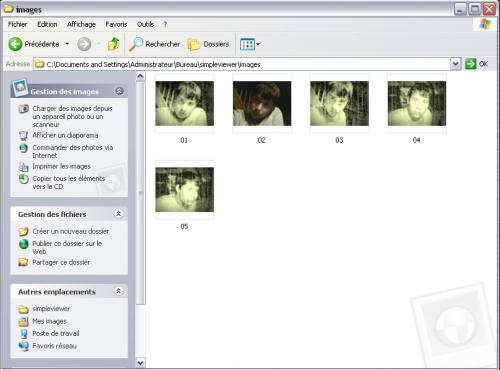 images
Fichier Edition Affichage Favoris Outils ?
Précédente Rechercher Dossiers
Adresse C:\Documents and Settings\Administrateur\Bureau\simpleviewer\images OK
Gestion des images
Charger des images depuis
un appareil photo ou un
scanneur
Afficher un diaporama
Commander des photos via
Internet
Imprimer les images
Copier tous les éléments
vers le CD
Gestion des fichiers
Créer un nouveau dossier
Publier ce dossier sur le
Web
Partager ce dossier
Autres emplacements
simpleviewer
Mes images
Poste de travail
Favoris réseau
01 02 03 04
05